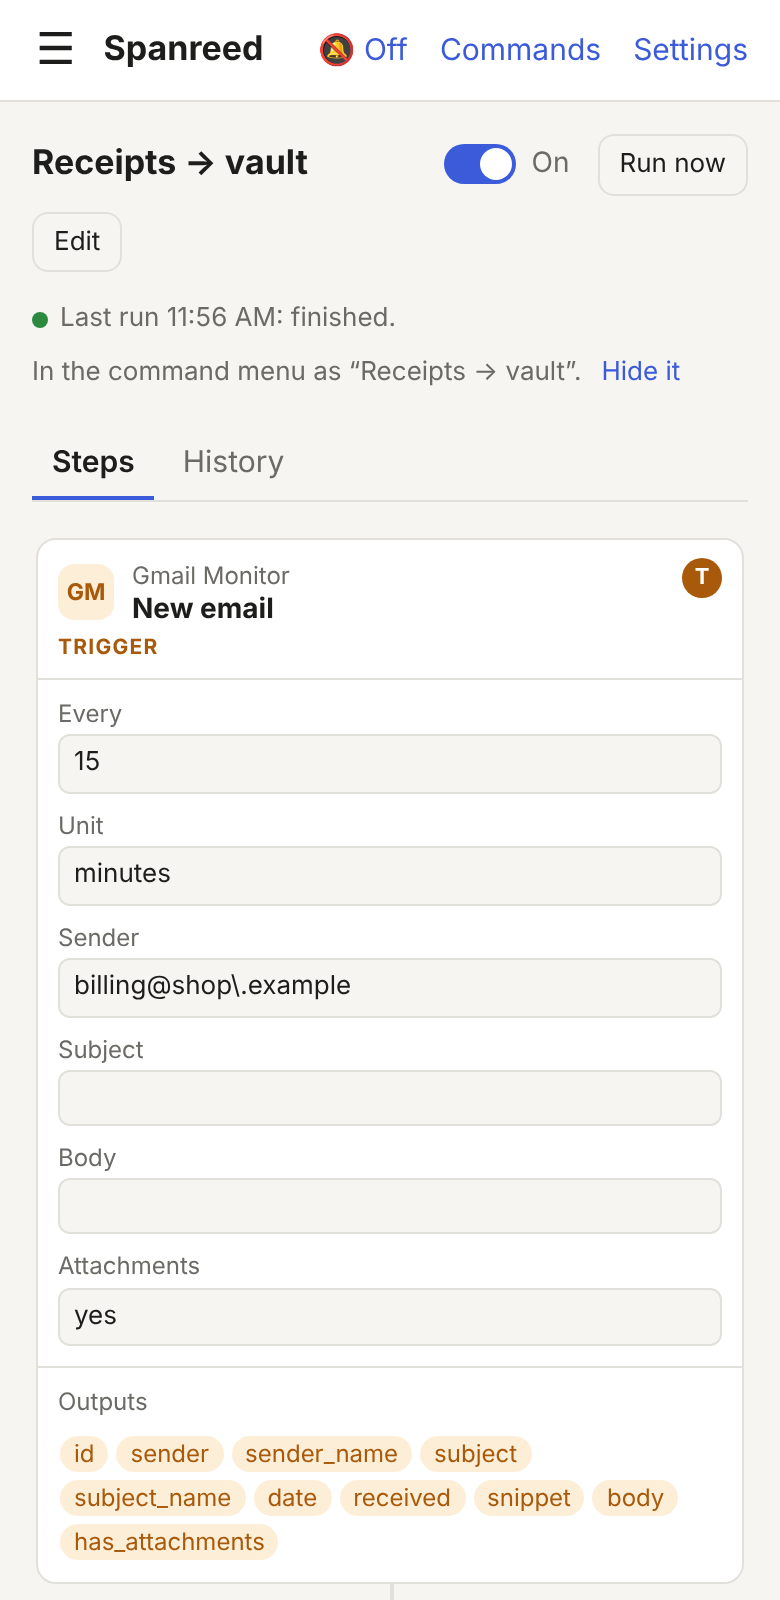 ☰ Spanreed 🔕 Off Commands Settings
Receipts → vault On Run now
Edit
Last run 11:56 AM: finished.
In the command menu as “Receipts → vault”. Hide it
Steps History
GM Gmail Monitor T
New email
TRIGGER
Every
15
Unit
minutes
Sender
billing@shop\.example
Subject
Body
Attachments
yes
Outputs
id sender sender_name subject
subject_name date received snippet body
has_attachments